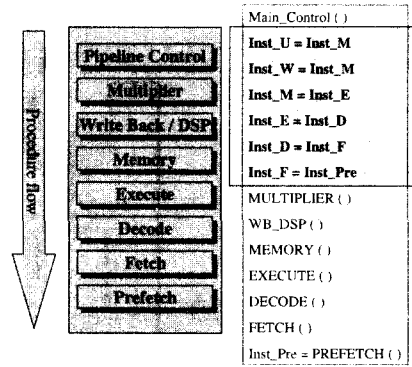 Procedure flow
Pipeline Control
Multiplier
Write Back / DSP
Memory
Execute
Decode
Fetch
Prefetch
Main_Control ( )
Inst_U = Inst_M
Inst_W = Inst_M
Inst_M = Inst_E
Inst_E = Inst_D
Inst_D = Inst_F
Inst_F = Inst_Pre
MULTIPLIER ( )
WB_DSP ( )
MEMORY ( )
EXECUTE ( )
DECODE ( )
FETCH ( )
Inst_Pre = PREFETCH ( )